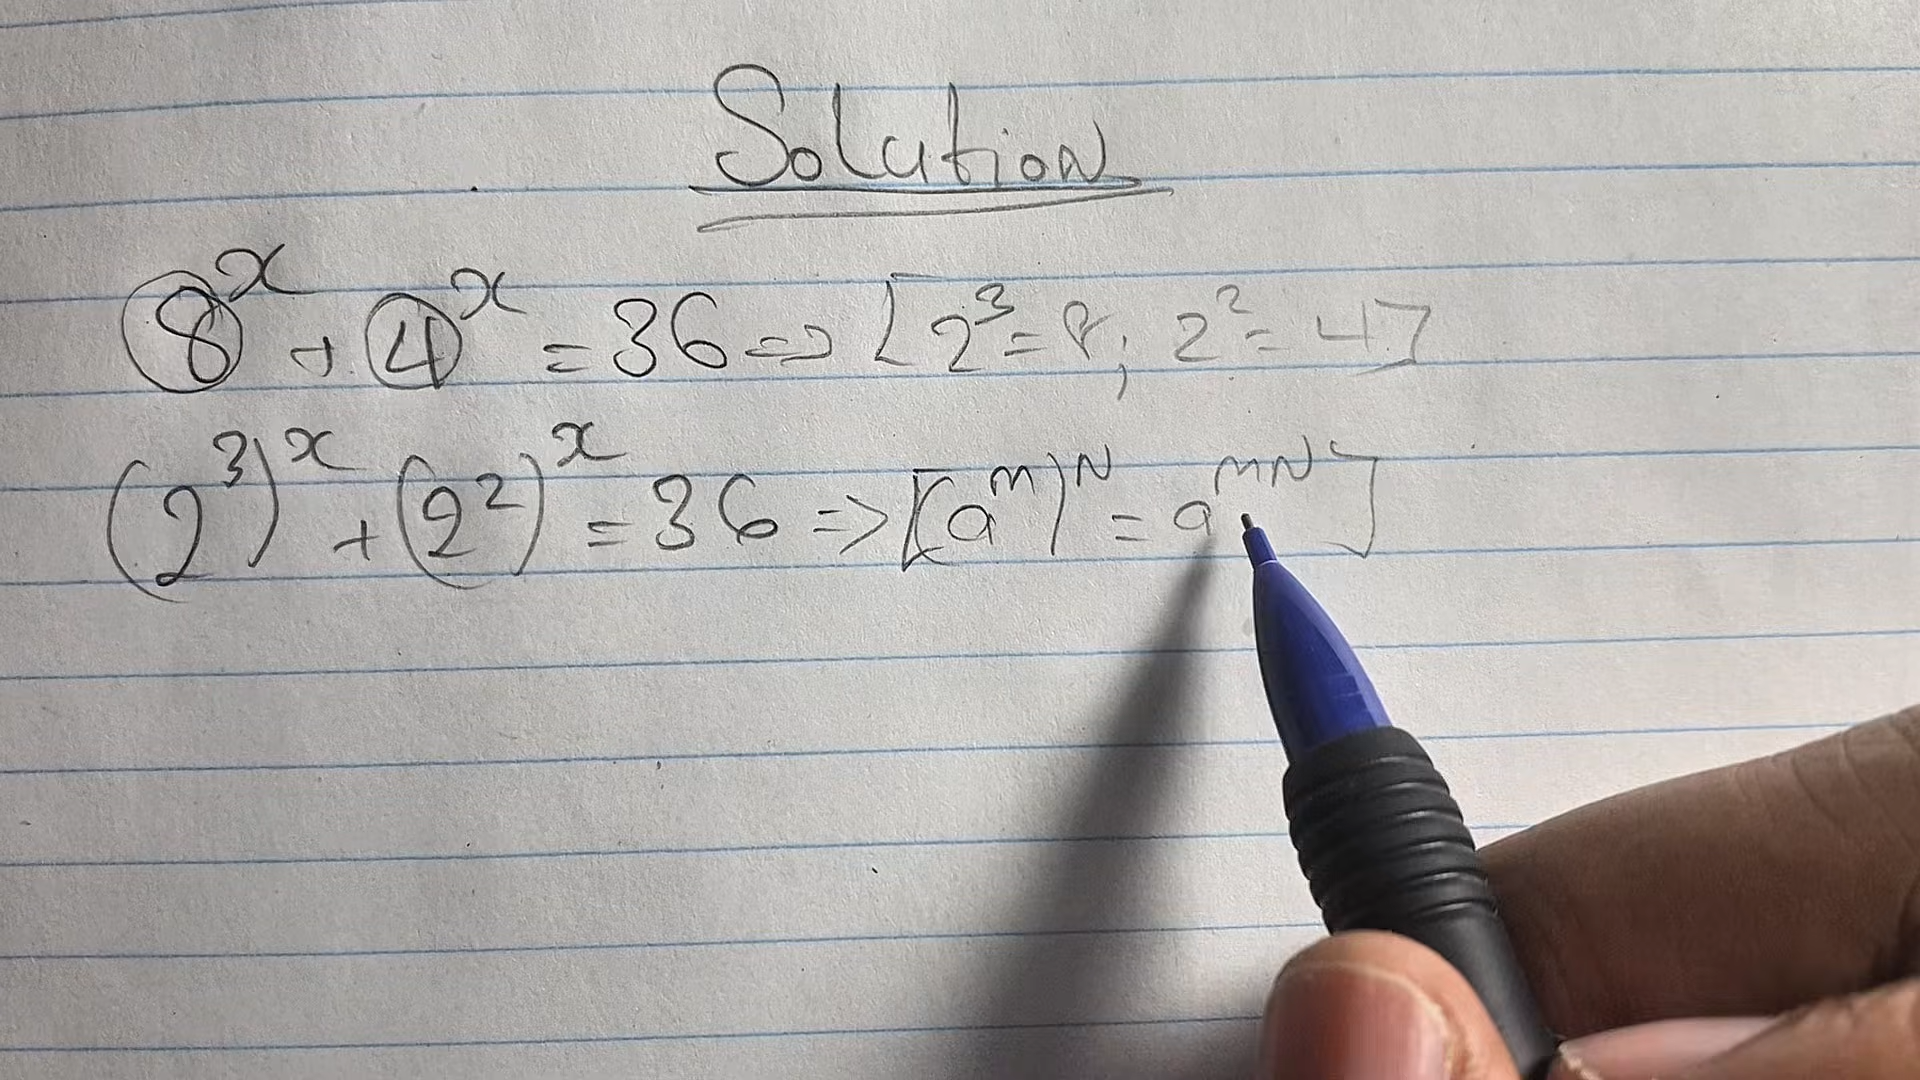 Solution
8^x + 4^x = 36 => [2^3 = 8; 2^2 = 4]
(2^3)^x + (2^2)^x = 36 => [(a^m)^N = a^mN]